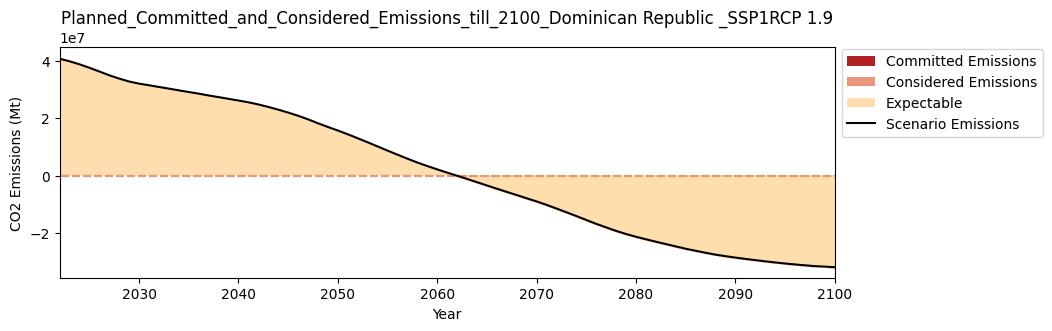 Planned_Committed_and_Considered_Emissions_till_2100_Dominican Republic _SSP1RCP 1.9
1e7
4
2
0
−2
CO2 Emissions (Mt)
2030 2040 2050 2060 2070 2080 2090 2100
Year
Committed Emissions
Considered Emissions
Expectable
Scenario Emissions